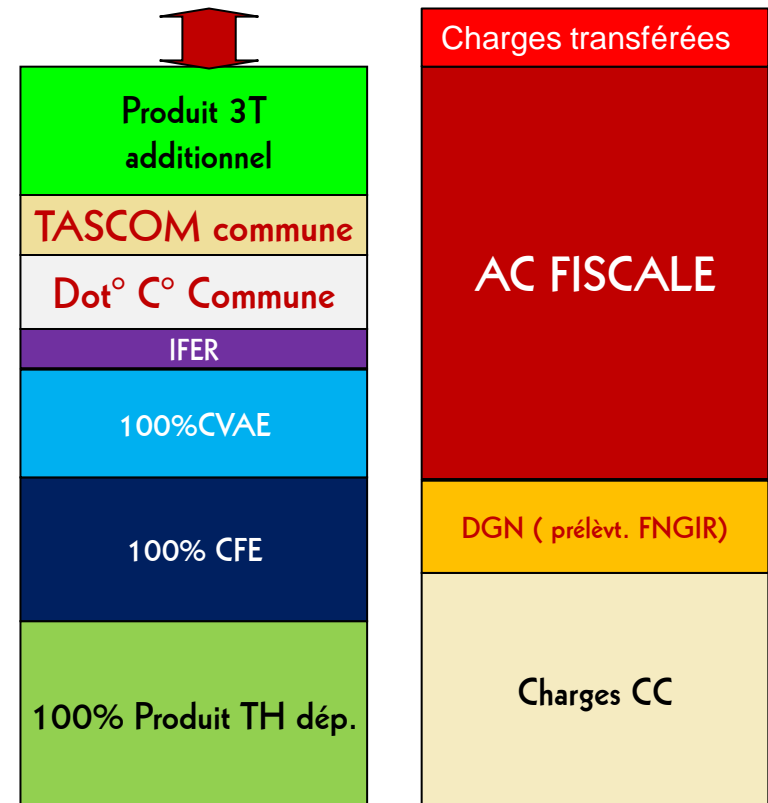 Produit 3T
additionnel
TASCOM commune
Dot° C° Commune
IFER
100%CVAE
100% CFE
100% Produit TH dép.
Charges transférées
AC FISCALE
DGN ( prélèvt. FNGIR)
Charges CC